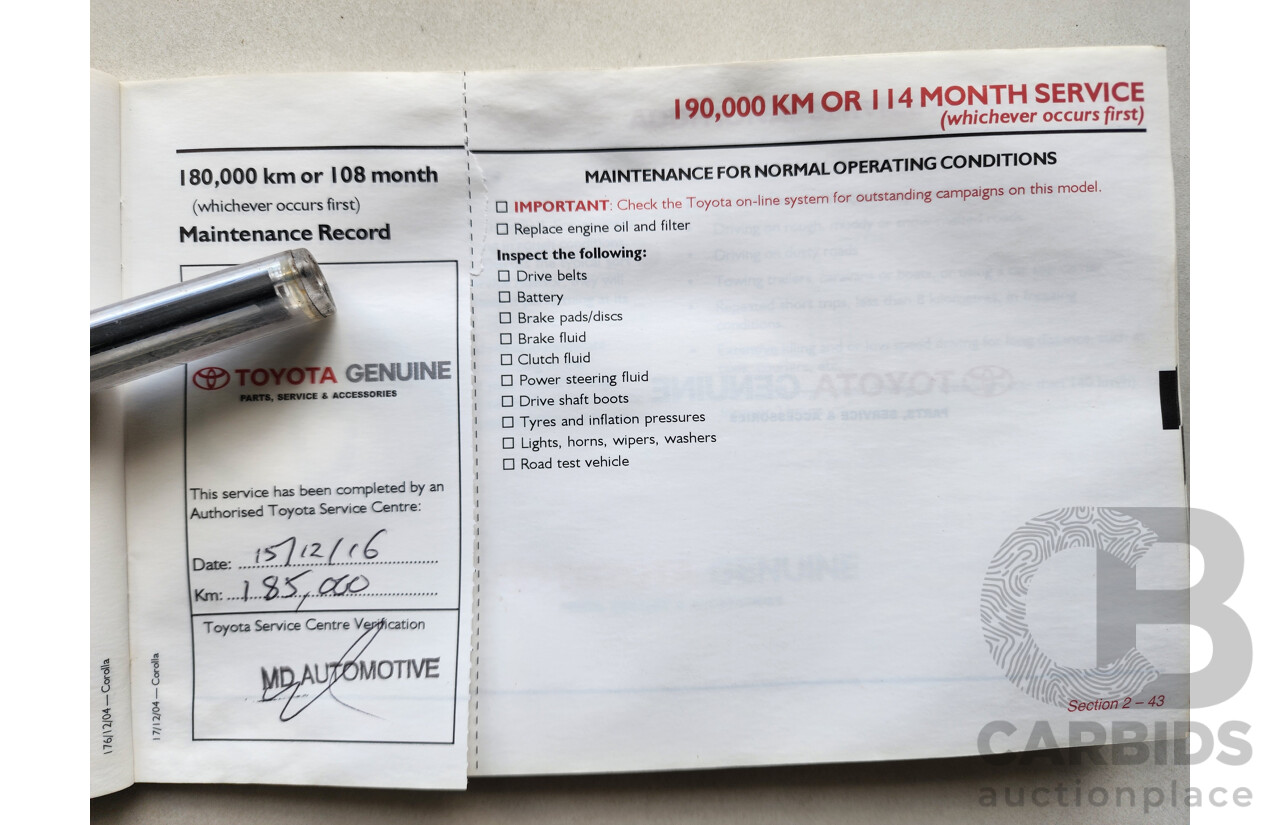 180,000 km or 108 month
(whichever occurs first)
Maintenance Record
TOYOTA GENUINE
PARTS, SERVICE & ACCESSORIES
This service has been completed by an
Authorised Toyota Service Centre:
Date: 15/12/16
Km: 185,000
Toyota Service Centre Verification
MD AUTOMOTIVE
176/12/04 — Corolla
17/12/04 — Corolla
190,000 KM OR 114 MONTH SERVICE
(whichever occurs first)
MAINTENANCE FOR NORMAL OPERATING CONDITIONS
IMPORTANT: Check the Toyota on-line system for outstanding campaigns on this model.
Replace engine oil and filter
Inspect the following:
Drive belts
Battery
Brake pads/discs
Brake fluid
Clutch fluid
Power steering fluid
Drive shaft boots
Tyres and inflation pressures
Lights, horns, wipers, washers
Road test vehicle
Section 2 – 43
CB
CARBIDS
auctionplace